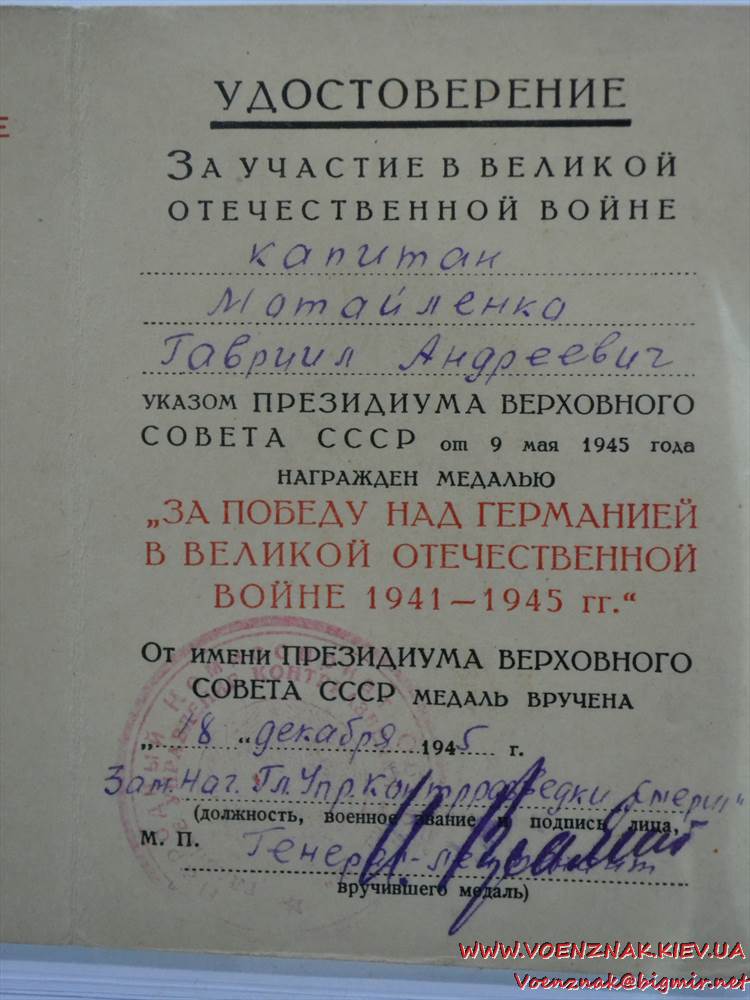 Е
УДОСТОВЕРЕНИЕ
ЗА УЧАСТИЕ В ВЕЛИКОЙ
ОТЕЧЕСТВЕННОЙ ВОЙНЕ
капитан
Мотайленко
Гавриил Андреевич
УКАЗОМ ПРЕЗИДИУМА ВЕРХОВНОГО
СОВЕТА СССР от 9 мая 1945 года
НАГРАЖДЕН МЕДАЛЬЮ
„ЗА ПОБЕДУ НАД ГЕРМАНИЕЙ
В ВЕЛИКОЙ ОТЕЧЕСТВЕННОЙ
ВОЙНЕ 1941—1945 гг.“
От имени ПРЕЗИДИУМА ВЕРХОВНОГО
СОВЕТА СССР МЕДАЛЬ ВРУЧЕНА
„ 18 “ декабря 1945 г.
Зам. Нач. Гл. Упр. Контрразведки „Смерш“
(должность, военное звание и подпись лица,
М. П. Генерал-лейтенант
вручившего медаль)
WWW.VOENZNAK.KIEV.UA
Voenznak@bigmir.net